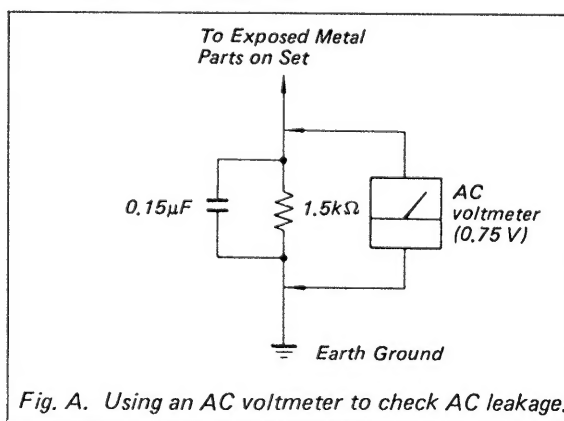 To Exposed Metal
Parts on Set
0.15µF
1.5kΩ
AC
voltmeter
(0.75 V)
Earth Ground
Fig. A. Using an AC voltmeter to check AC leakage.